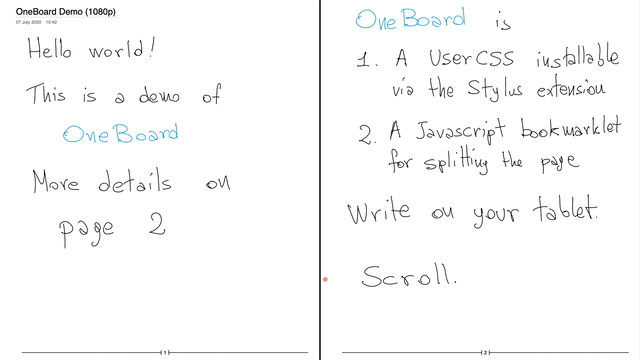 OneBoard Demo (1080p)
07 July 2020 10:42
Hello world!
This is a demo of
OneBoard
More details on
page 2
1
OneBoard is
1. A UserCSS installable
via the Stylus extension
2. A Javascript bookmarklet
for splitting the page
Write on your tablet.
Scroll.
2